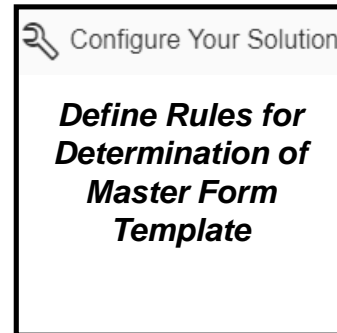 Configure Your Solution
Define Rules for
Determination of
Master Form
Template